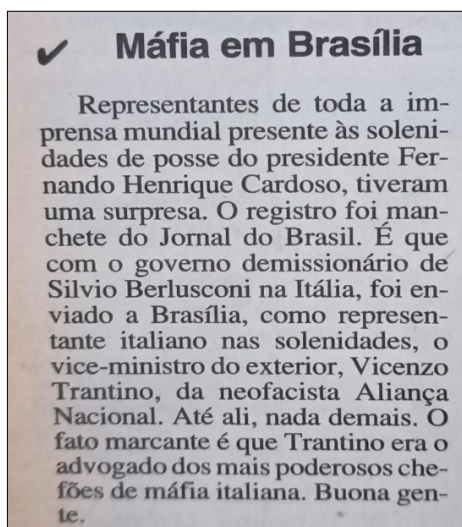 ✔ Máfia em Brasília
Representantes de toda a im-
prensa mundial presente às soleni-
dades de posse do presidente Fer-
nando Henrique Cardoso, tiveram
uma surpresa. O registro foi man-
chete do Jornal do Brasil. É que
com o governo demissionário de
Silvio Berlusconi na Itália, foi en-
viado a Brasília, como represen-
tante italiano nas solenidades, o
vice-ministro do exterior, Vicenzo
Trantino, da neofacista Aliança
Nacional. Até ali, nada demais. O
fato marcante é que Trantino era o
advogado dos mais poderosos che-
fões de máfia italiana. Buona gen-
te.